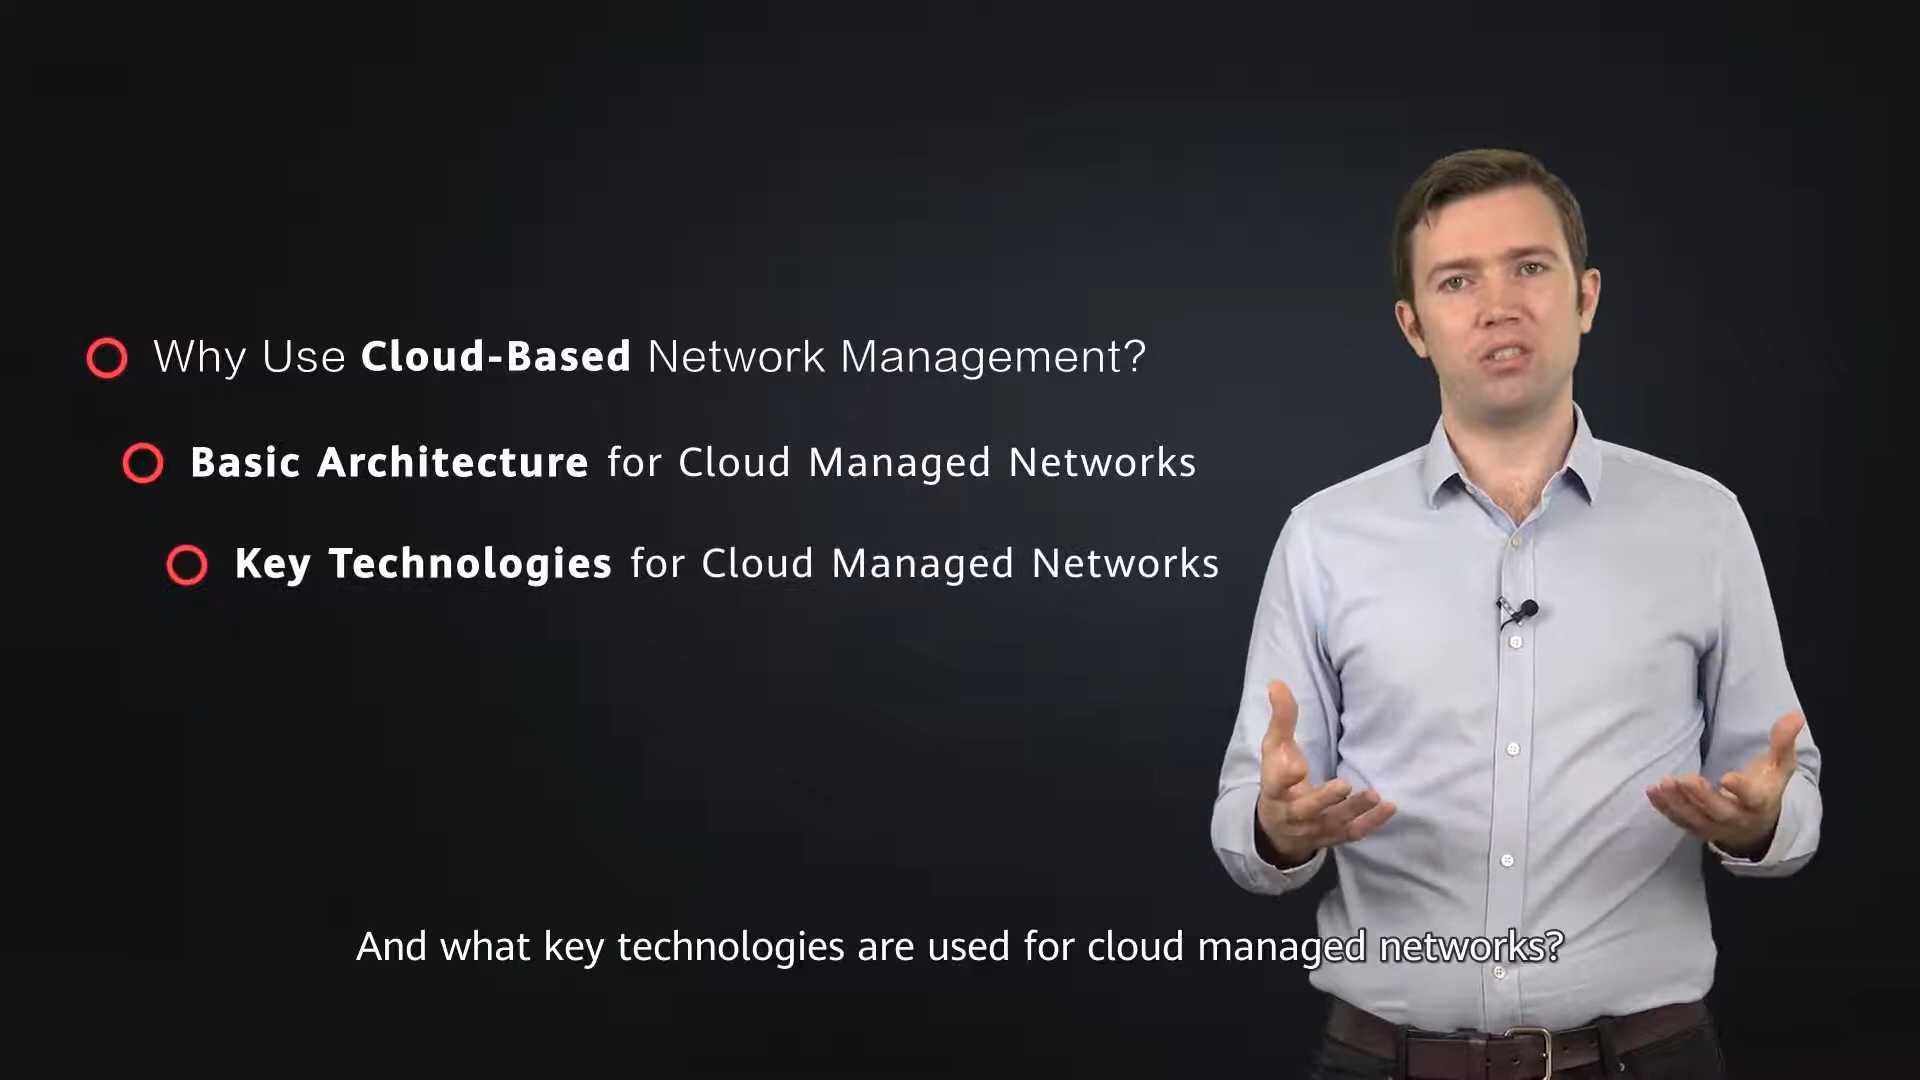 Why Use Cloud-Based Network Management?
Basic Architecture for Cloud Managed Networks
Key Technologies for Cloud Managed Networks
And what key technologies are used for cloud managed networks?